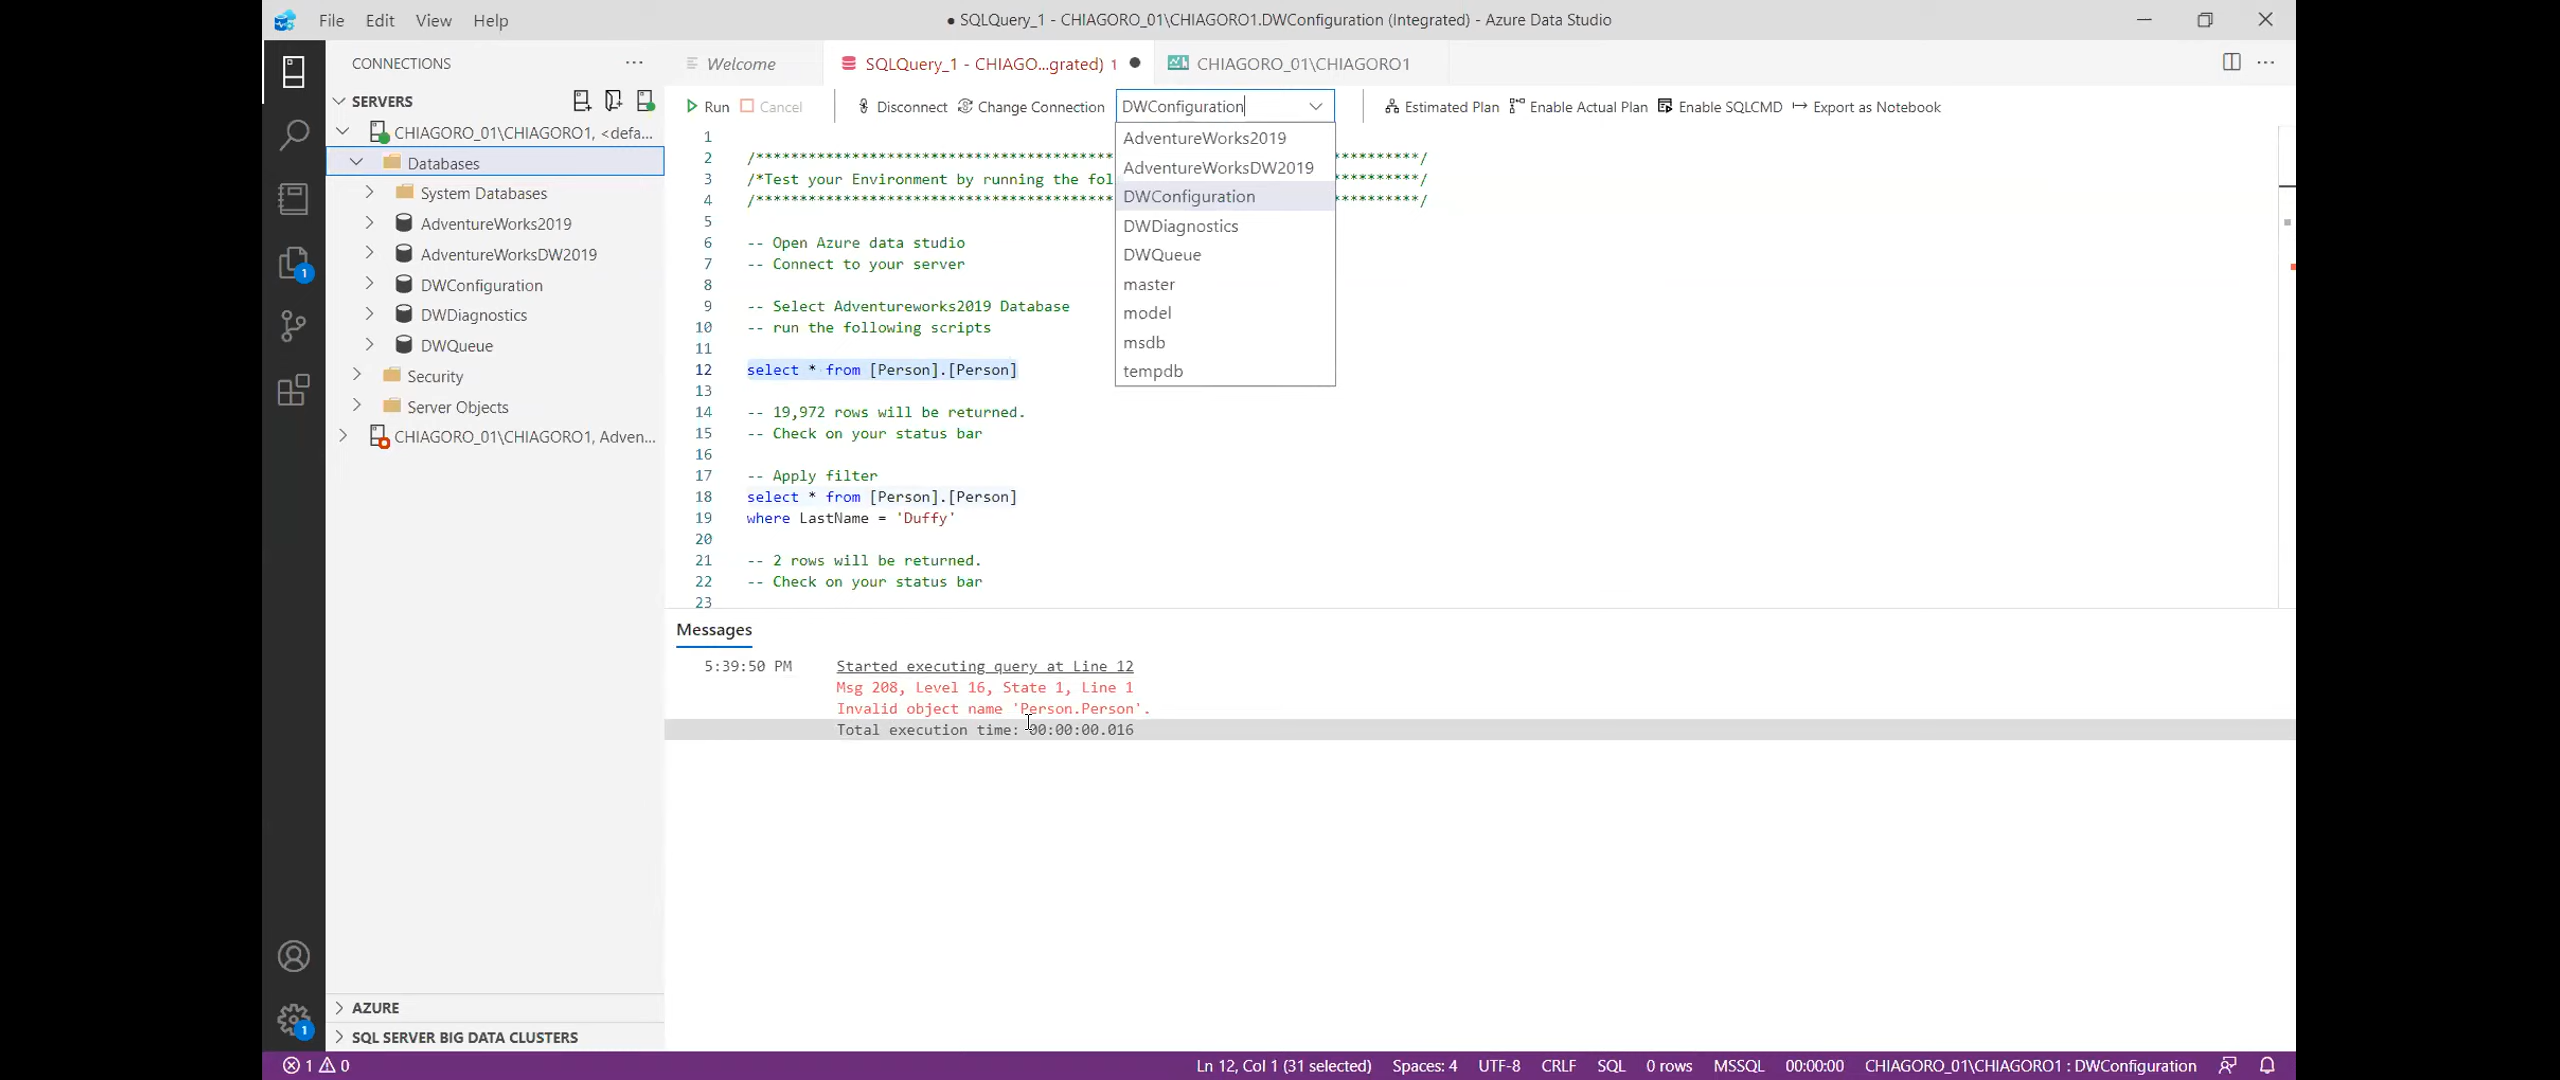 File Edit View Help
● SQLQuery_1 - CHIAGORO_01\CHIAGORO1.DWConfiguration (Integrated) - Azure Data Studio
CONNECTIONS
Welcome
SQLQuery_1 - CHIAGO...grated) 1
CHIAGORO_01\CHIAGORO1
SERVERS
Run
Cancel
Disconnect
Change Connection
DWConfiguration
Estimated Plan
Enable Actual Plan
Enable SQLCMD
Export as Notebook
CHIAGORO_01\CHIAGORO1, <defa...
Databases
System Databases
AdventureWorks2019
AdventureWorksDW2019
DWConfiguration
DWDiagnostics
DWQueue
Security
Server Objects
CHIAGORO_01\CHIAGORO1, Adven...
AdventureWorks2019
AdventureWorksDW2019
DWConfiguration
DWDiagnostics
DWQueue
master
model
msdb
tempdb
1
2 /****************************************** **********/
3 /*Test your Environment by running the fol **********/
4 /****************************************** **********/
5
6 -- Open Azure data studio
7 -- Connect to your server
8
9 -- Select Adventureworks2019 Database
10 -- run the following scripts
11
12 select * from [Person].[Person]
13
14 -- 19,972 rows will be returned.
15 -- Check on your status bar
16
17 -- Apply filter
18 select * from [Person].[Person]
19 where LastName = 'Duffy'
20
21 -- 2 rows will be returned.
22 -- Check on your status bar
23
Messages
5:39:50 PM Started executing query at Line 12
Msg 208, Level 16, State 1, Line 1
Invalid object name 'Person.Person'.
Total execution time: 00:00:00.016
1
1
AZURE
SQL SERVER BIG DATA CLUSTERS
1 0
Ln 12, Col 1 (31 selected) Spaces: 4 UTF-8 CRLF SQL 0 rows MSSQL 00:00:00 CHIAGORO_01\CHIAGORO1 : DWConfiguration